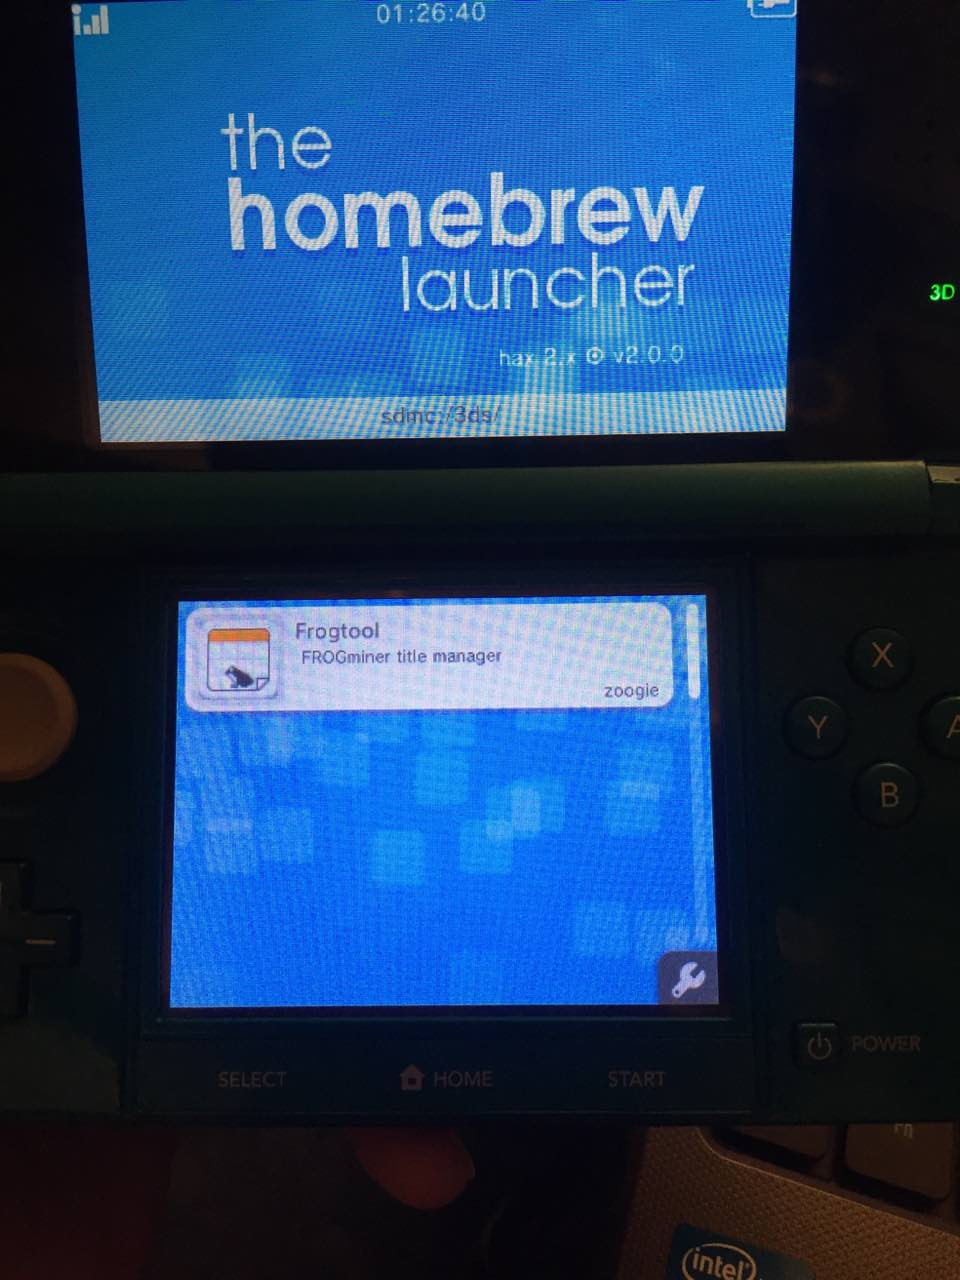 01:26:40
the
homebrew
launcher
hax 2.x v2.0.0
sdmc:/3ds/
3D
Frogtool
FROGminer title manager
zoogie
X
Y
A
B
POWER
SELECT
HOME
START
Fn
intel